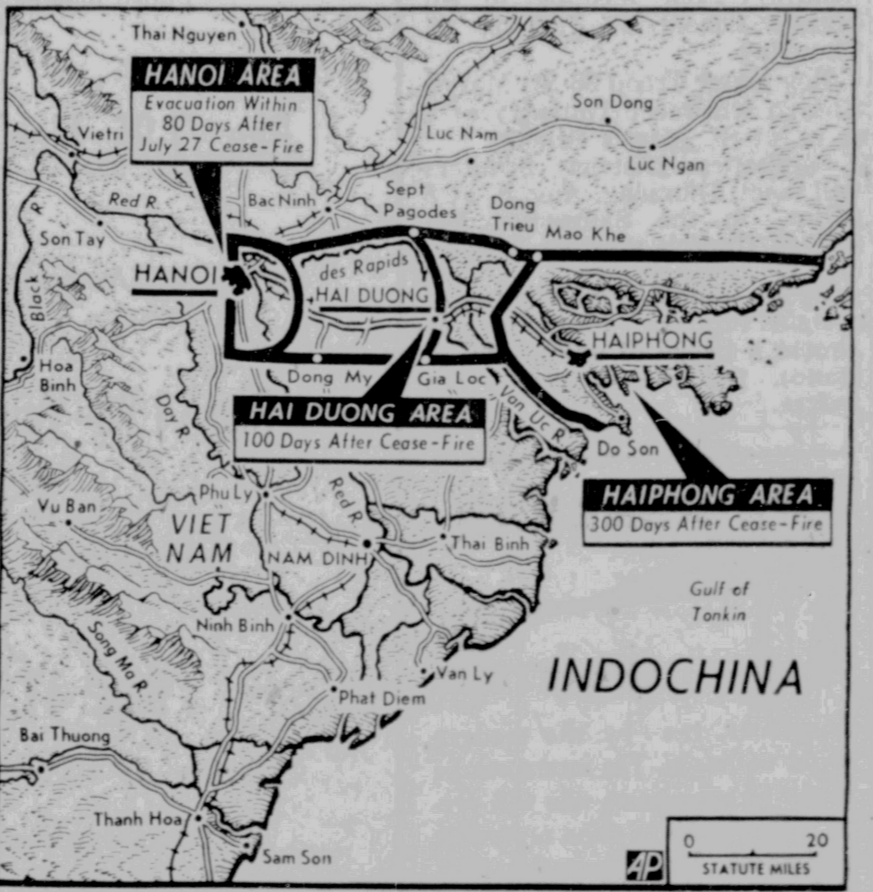 Thai Nguyen
HANOI AREA
Evacuation Within
80 Days After
July 27 Cease-Fire
Son Dong
Vietri
Luc Nam
Luc Ngan
Red R.
Bac Ninh
Sept
Pagodes
Dong
Trieu
Mao Khe
Son Tay
HANOI
des Rapids
HAI DUONG
Black R
HAIPHONG
Hoa
Binh
Dong My
Gia Loc
Day R.
HAI DUONG AREA
100 Days After Cease-Fire
Van Uc R.
Do Son
HAIPHONG AREA
300 Days After Cease-Fire
Phu Ly
Red R.
Vu Ban
VIET
NAM
NAM DINH
Thai Binh
Gulf of
Tonkin
Ninh Binh
Song Ma R.
Van Ly
INDOCHINA
Phat Diem
Bai Thuong
Thanh Hoa
Sam Son
AP
0 20
STATUTE MILES